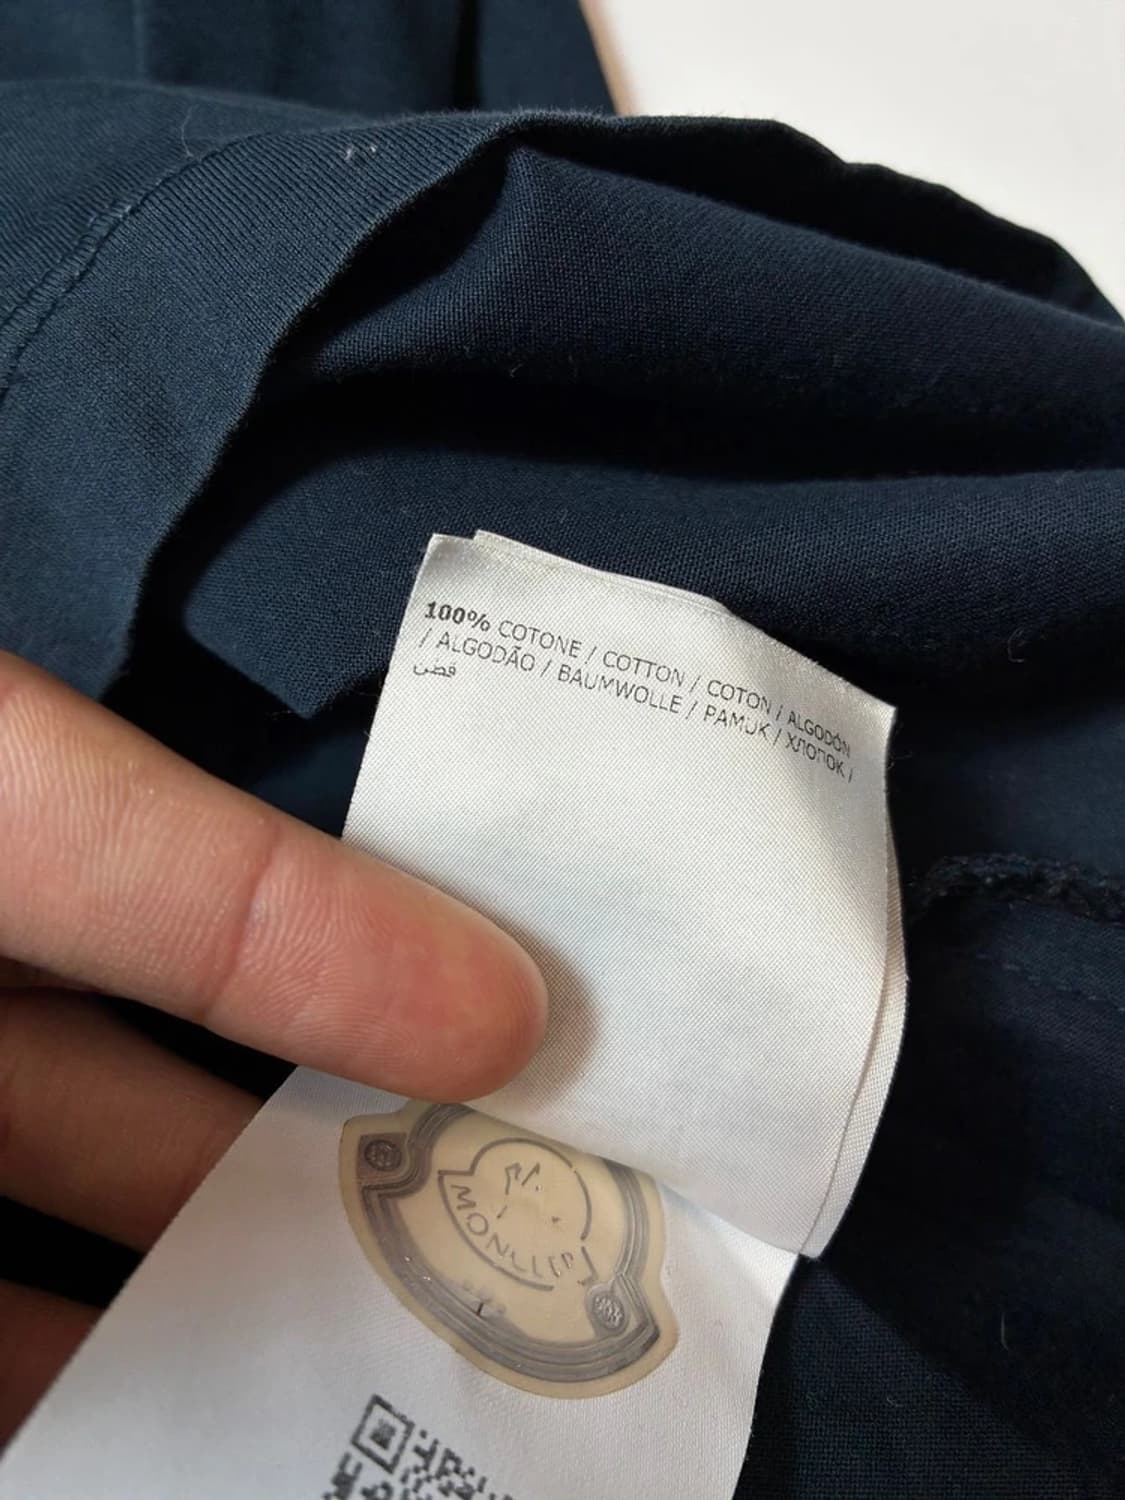 100% COTONE / COTTON / COTON / ALGODÓN
/ ALGODÃO / BAUMWOLLE / PAMUK / ХЛОПОК /
قطن
MONCLER